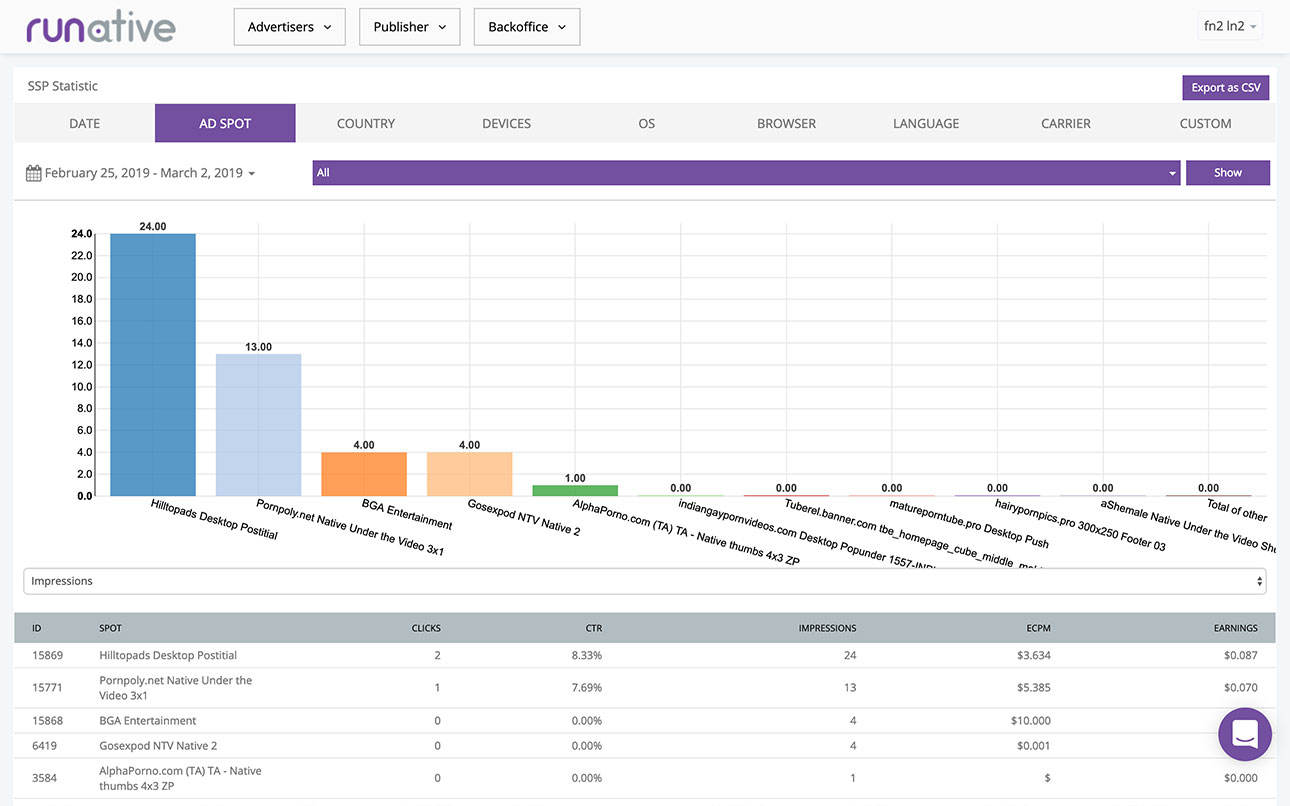 runative
Advertisers
Publisher
Backoffice
fn2 ln2
SSP Statistic
Export as CSV
DATE
AD SPOT
COUNTRY
DEVICES
OS
BROWSER
LANGUAGE
CARRIER
CUSTOM
February 25, 2019 - March 2, 2019
All
Show
24.0
22.0
20.0
18.0
16.0
14.0
12.0
10.0
8.0
6.0
4.0
2.0
0.0
24.00
13.00
4.00
4.00
1.00
0.00
0.00
0.00
0.00
0.00
0.00
Hilltopads Desktop Postitial
Pornpoly.net Native Under the Video 3x1
BGA Entertainment
Gosexpod NTV Native 2
AlphaPorno.com (TA) TA - Native thumbs 4x3 ZP
indiangaypornvideos.com Desktop Popunder 1557-INDI
Tuberel.banner.com tbe_homepage_cube_middle_
matureporntube.pro Desktop Push
hairypornpics.pro 300x250 Footer 03
aShemale Native Under the Video
Total of other
Impressions
ID SPOT CLICKS CTR IMPRESSIONS ECPM EARNINGS
15869 Hilltopads Desktop Postitial 2 8.33% 24 $3.634 $0.087
15771 Pornpoly.net Native Under the 1 7.69% 13 $5.385 $0.070
Video 3x1
15868 BGA Entertainment 0 0.00% 4 $10.000
6419 Gosexpod NTV Native 2 0 0.00% 4 $0.001
3584 AlphaPorno.com (TA) TA - Native 0 0.00% 1 $ $0.000
thumbs 4x3 ZP